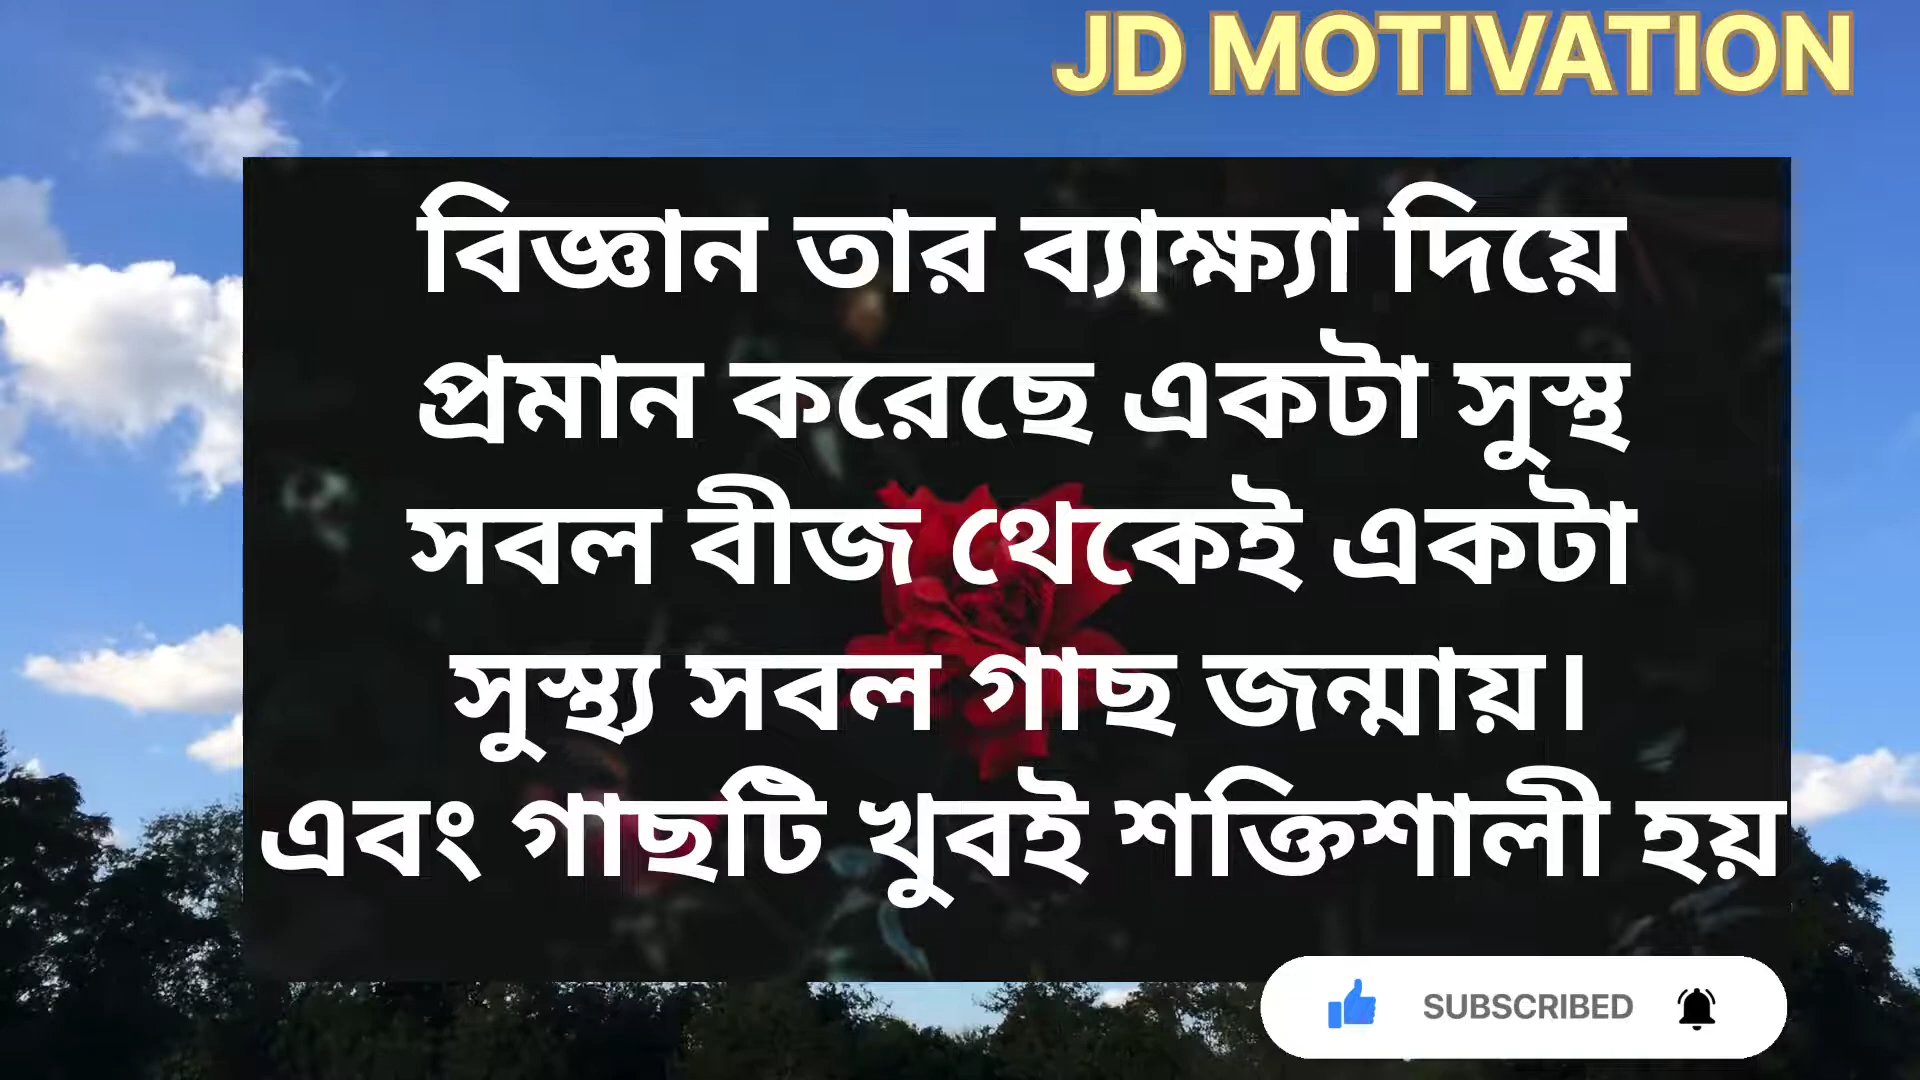 JD MOTIVATION
বিজ্ঞান তার ব্যাক্ষ্যা দিয়ে
প্রমান করেছে একটা সুস্থ
সবল বীজ থেকেই একটা
সুস্থ্য সবল গাছ জন্মায়।
এবং গাছটি খুবই শক্তিশালী হয়
SUBSCRIBED